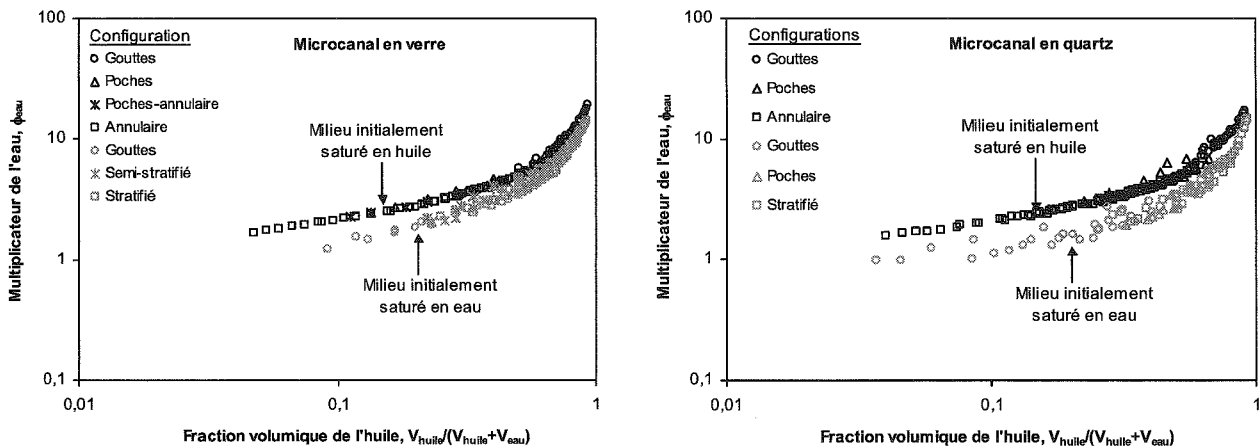 Configuration
Gouttes
Poches
Poches-annulaire
Annulaire
Gouttes
Semi-stratifié
Stratifié
Microcanal en verre
Milieu initialement
saturé en huile
Milieu initialement
saturé en eau
100
10
1
0,1
0,01
0,1
1
Multiplicateur de l'eau, ϕeau
Fraction volumique de l'huile, Vhuile/(Vhuile+Veau)
Configurations
Gouttes
Poches
Annulaire
Gouttes
Poches
Stratifié
Microcanal en quartz
Milieu initialement
saturé en huile
Milieu initialement
saturé en eau
100
10
1
0,1
0,01
0,1
1
Multiplicateur de l'eau, ϕeau
Fraction volumique de l'huile, Vhuile/(Vhuile+Veau)